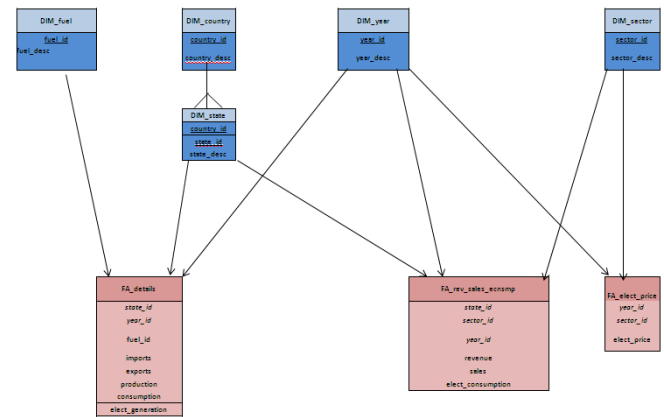 DIM_fuel
fuel_id
fuel_desc
DIM_country
country_id
country_desc
DIM_year
year_id
year_desc
DIM_sector
sector_id
sector_desc
DIM_state
country_id
state_id
state_desc
FA_details
state_id
year_id
fuel_id
imports
exports
production
consumption
elect_generation
FA_rev_sales_ecnsmp
state_id
sector_id
year_id
revenue
sales
elect_consumption
FA_elect_price
year_id
sector_id
elect_price